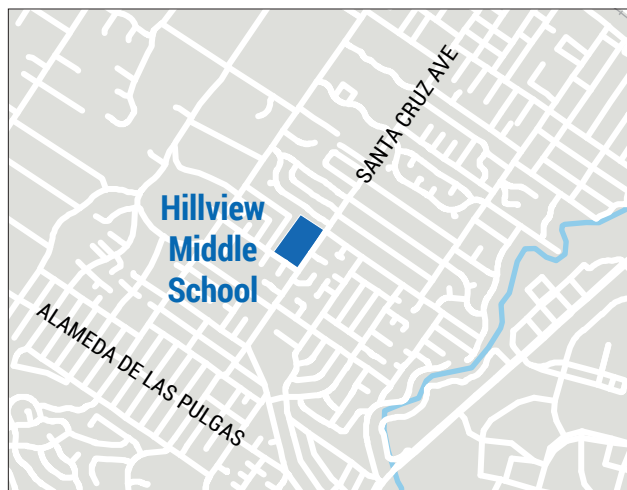 SANTA CRUZ AVE
Hillview
Middle
School
ALAMEDA DE LAS PULGAS